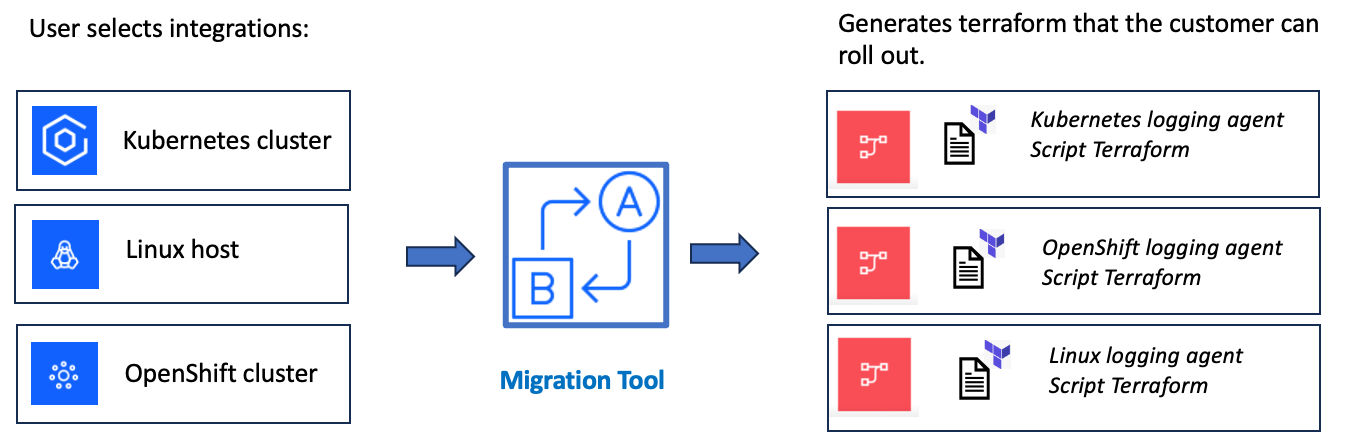 User selects integrations:
Kubernetes cluster
Linux host
OpenShift cluster
A
B
Migration Tool
Generates terraform that the customer can
roll out.
Kubernetes logging agent
Script Terraform
OpenShift logging agent
Script Terraform
Linux logging agent
Script Terraform